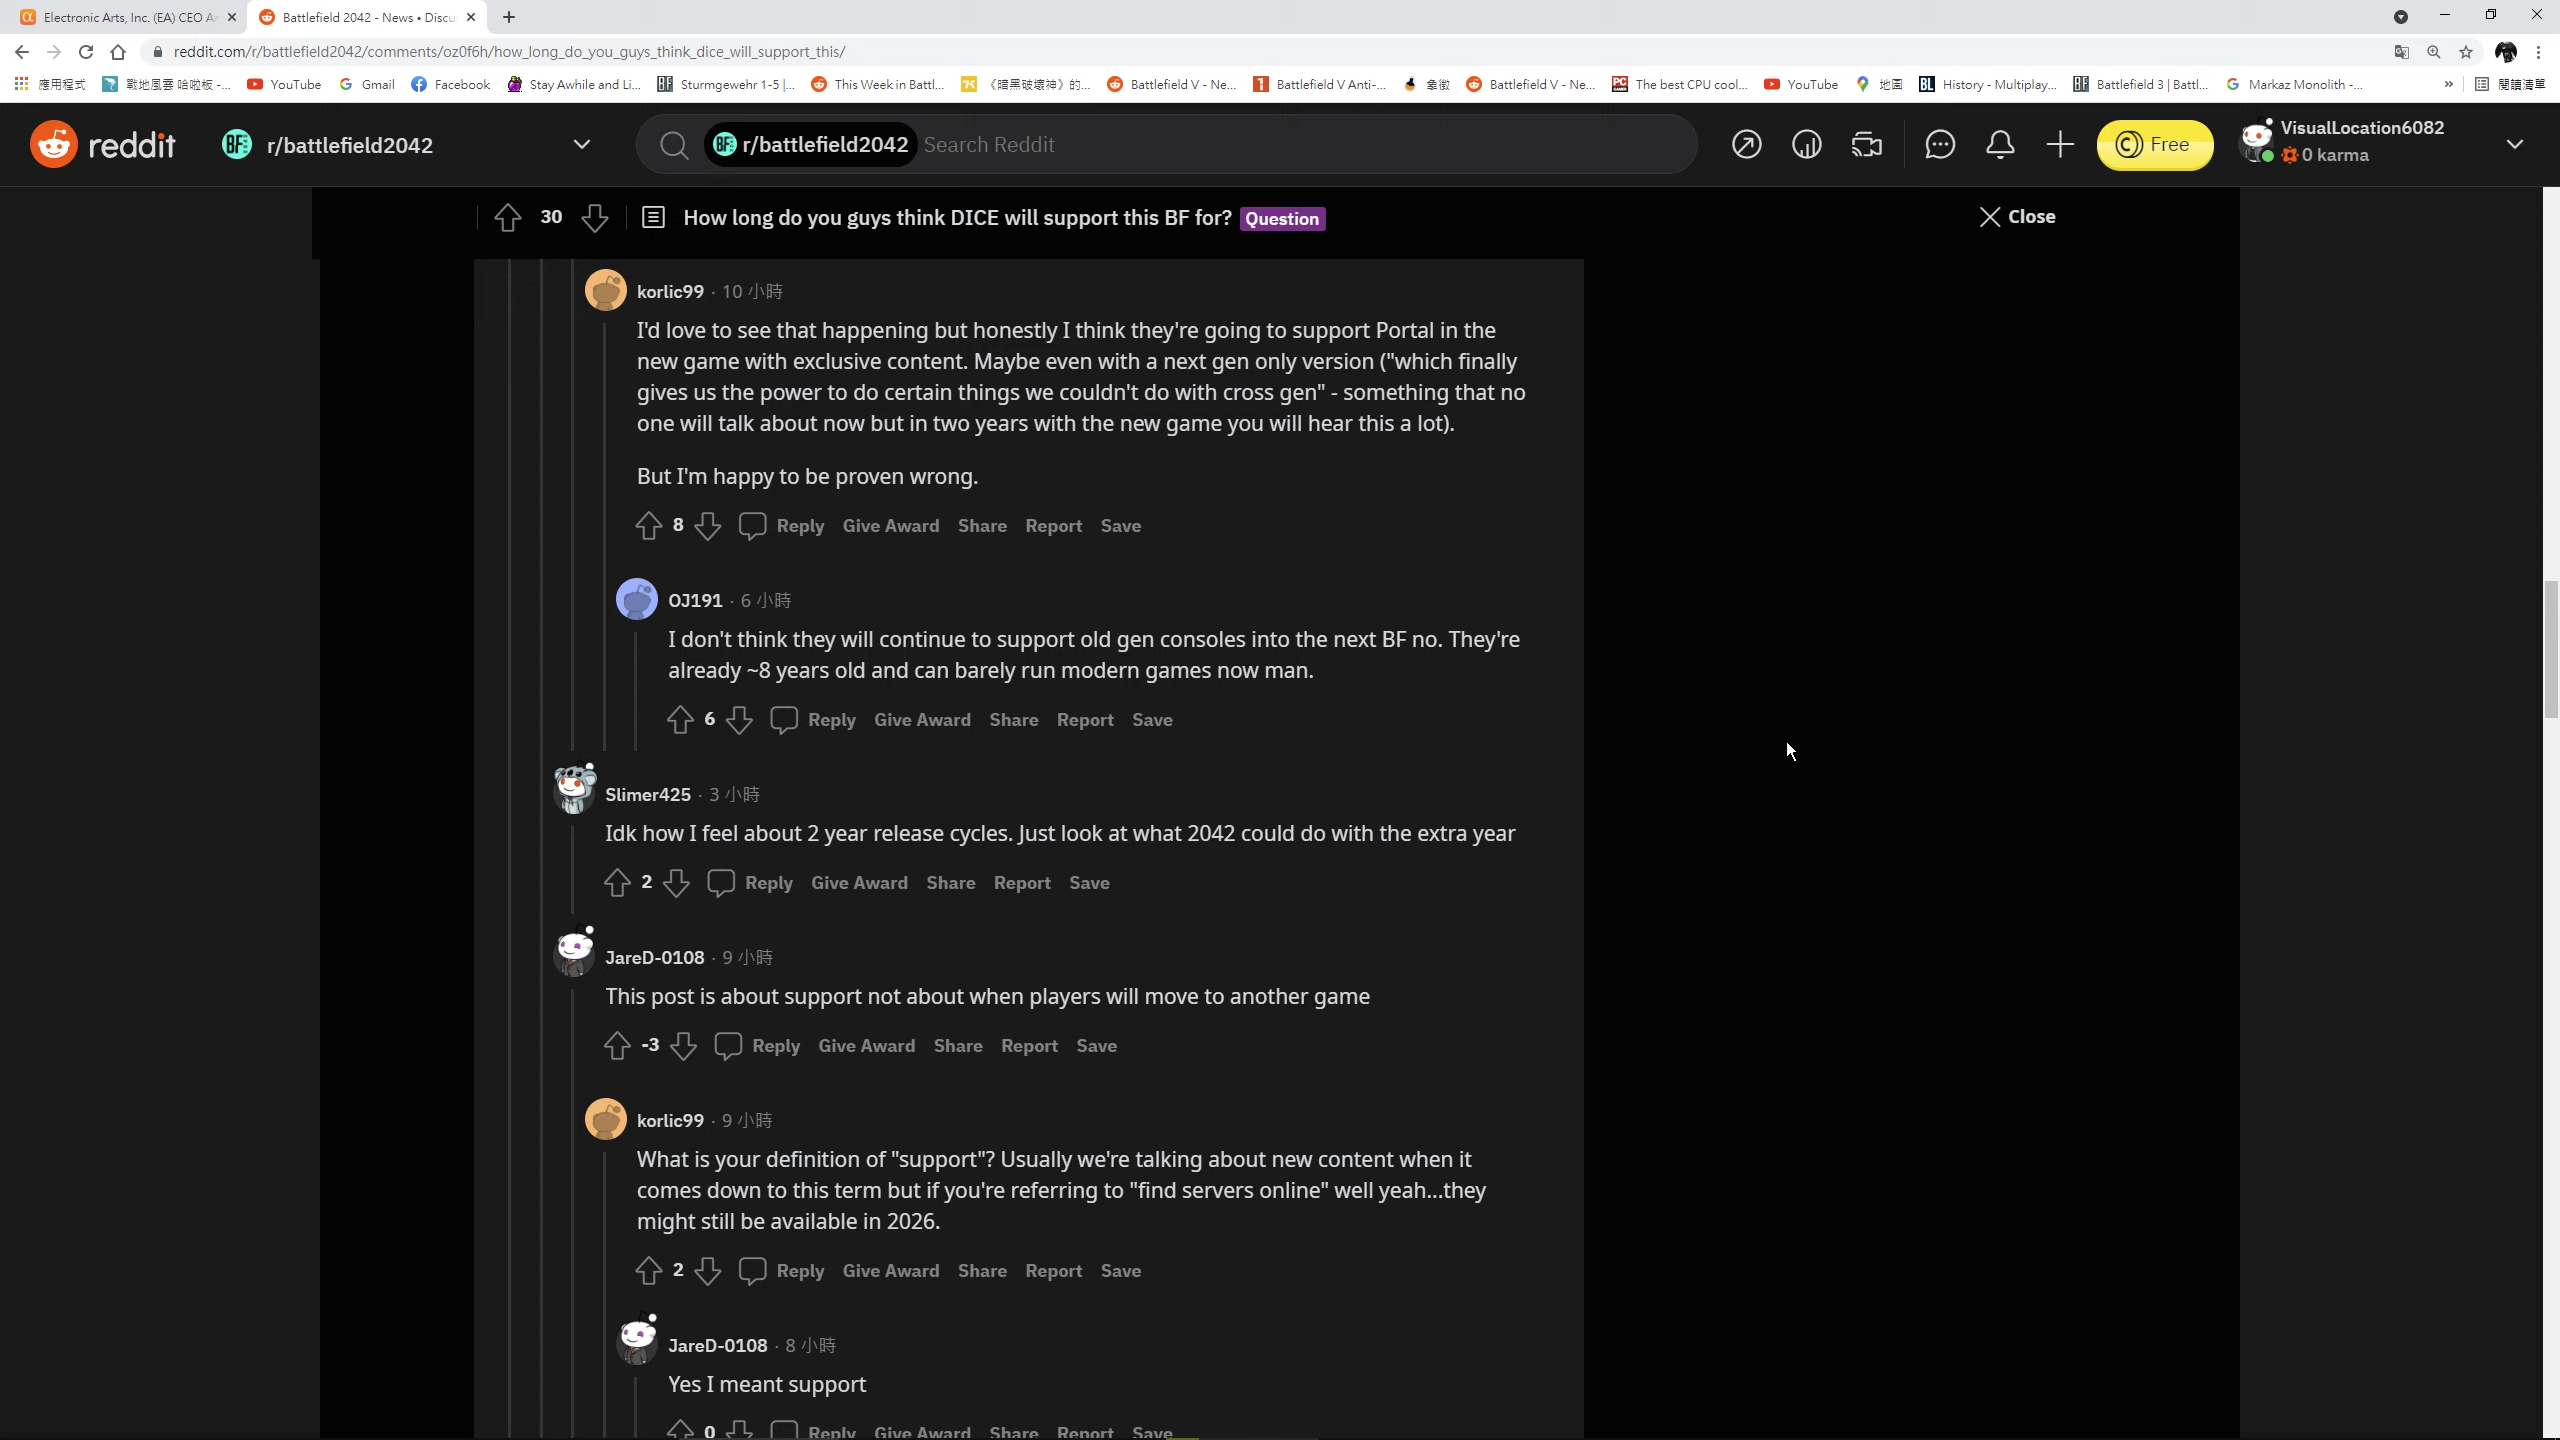 Electronic Arts, Inc. (EA) CEO A
Battlefield 2042 - News • Discu
reddit.com/r/battlefield2042/comments/oz0f6h/how_long_do_you_guys_think_dice_will_support_this/
應用程式
戰地風雲 哈啦板 -...
YouTube
Gmail
Facebook
Stay Awhile and Li...
Sturmgewehr 1-5 |...
This Week in Battl...
《暗黑破壞神》的...
Battlefield V - Ne...
Battlefield V Anti-...
象徵
Battlefield V - Ne...
The best CPU cool...
YouTube
地圖
History - Multiplay...
Battlefield 3 | Battl...
Markaz Monolith -...
»
閱讀清單
reddit
r/battlefield2042
r/battlefield2042 Search Reddit
Free
VisualLocation6082
0 karma
30
How long do you guys think DICE will support this BF for? Question
Close
korlic99 · 10 小時
I'd love to see that happening but honestly I think they're going to support Portal in the
new game with exclusive content. Maybe even with a next gen only version ("which finally
gives us the power to do certain things we couldn't do with cross gen" - something that no
one will talk about now but in two years with the new game you will hear this a lot).
But I'm happy to be proven wrong.
8 Reply Give Award Share Report Save
OJ191 · 6 小時
I don't think they will continue to support old gen consoles into the next BF no. They're
already ~8 years old and can barely run modern games now man.
6 Reply Give Award Share Report Save
Slimer425 · 3 小時
Idk how I feel about 2 year release cycles. Just look at what 2042 could do with the extra year
2 Reply Give Award Share Report Save
JareD-0108 · 9 小時
This post is about support not about when players will move to another game
-3 Reply Give Award Share Report Save
korlic99 · 9 小時
What is your definition of "support"? Usually we're talking about new content when it
comes down to this term but if you're referring to "find servers online" well yeah...they
might still be available in 2026.
2 Reply Give Award Share Report Save
JareD-0108 · 8 小時
Yes I meant support
0 Reply Give Award Share Report Save